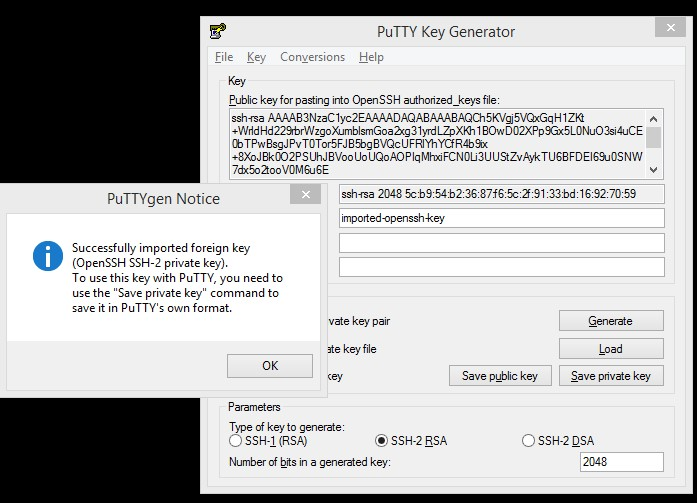 PuTTY Key Generator
File Key Conversions Help
Key
Public key for pasting into OpenSSH authorized_keys file:
ssh-rsa AAAAB3NzaC1yc2EAAAADAQABAAABAQCh5KVgj5VQxGqH1ZKt
+WrIdHd229rbrWzgoXumblsmGoa2xg31yrdLZpXKh1BOwD02XPp9Gx5L0NuO3si4uCE
0bTPwBsgJPvT0Tor5FJB5bgBVQcUFRIYhYCfR4b9ix
+8XoJBk0O2PSUhJBVooUoUQoAOPIqMhxiFCN0Li3UUStZvAykTU6BFDEI69u0SNW
7dx5o2tooV0M6u6E
ssh-rsa 2048 5c:b9:54:b2:36:87:f6:5c:2f:91:33:bd:16:92:70:59
imported-openssh-key
PuTTYgen Notice
Successfully imported foreign key
(OpenSSH SSH-2 private key).
To use this key with PuTTY, you need to
use the "Save private key" command to
save it in PuTTY's own format.
OK
vate key pair
Generate
ate key file
Load
key
Save public key
Save private key
Parameters
Type of key to generate:
SSH-1 (RSA)
SSH-2 RSA
SSH-2 DSA
Number of bits in a generated key:
2048